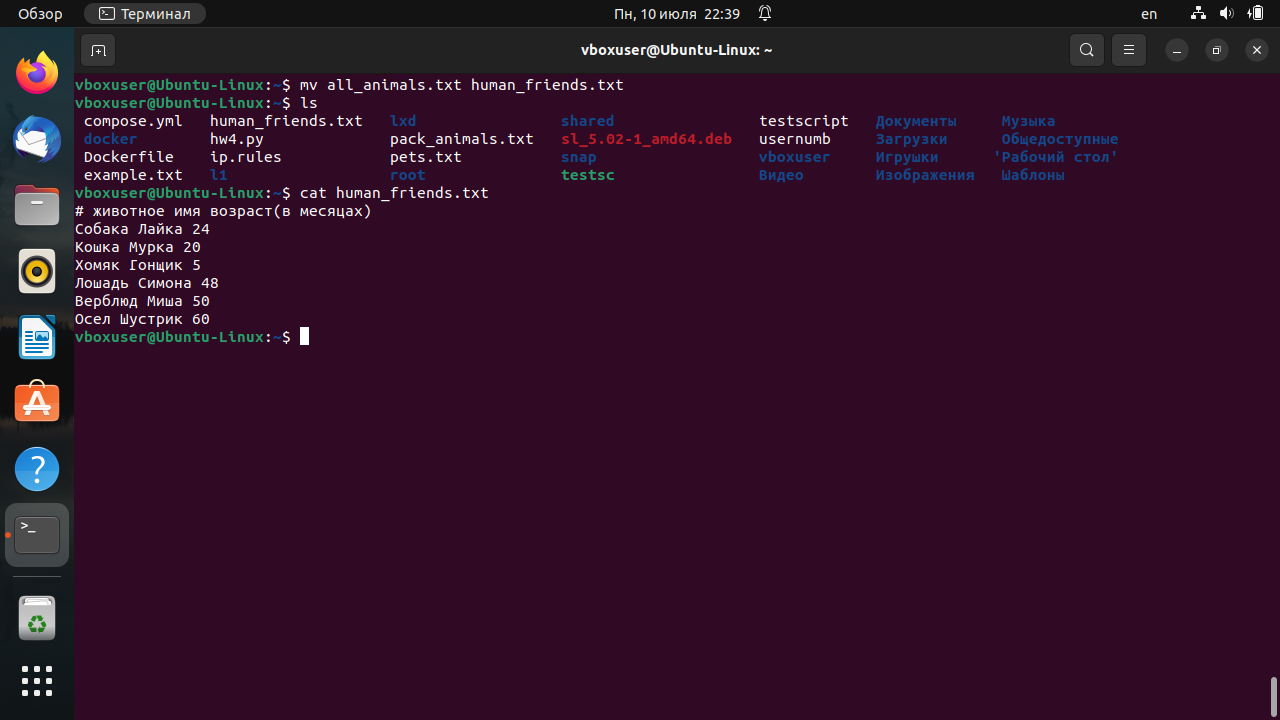 Обзор Терминал Пн, 10 июля 22:39 en
vboxuser@Ubuntu-Linux: ~
vboxuser@Ubuntu-Linux:~$ mv all_animals.txt human_friends.txt
vboxuser@Ubuntu-Linux:~$ ls
compose.yml human_friends.txt lxd shared testscript Документы Музыка
docker hw4.py pack_animals.txt sl_5.02-1_amd64.deb usernumb Загрузки Общедоступные
Dockerfile ip.rules pets.txt snap vboxuser Игрушки 'Рабочий стол'
example.txt l1 root testsc Видео Изображения Шаблоны
vboxuser@Ubuntu-Linux:~$ cat human_friends.txt
# животное имя возраст(в месяцах)
Собака Лайка 24
Кошка Мурка 20
Хомяк Гонщик 5
Лошадь Симона 48
Верблюд Миша 50
Осел Шустрик 60
vboxuser@Ubuntu-Linux:~$